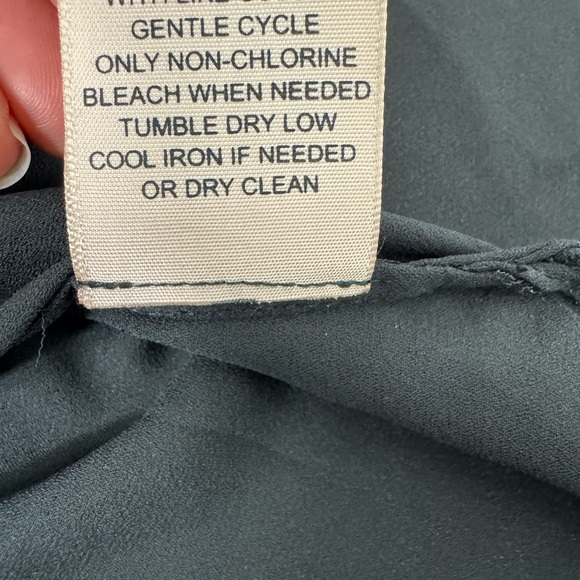 GENTLE CYCLE
ONLY NON-CHLORINE
BLEACH WHEN NEEDED
TUMBLE DRY LOW
COOL IRON IF NEEDED
OR DRY CLEAN